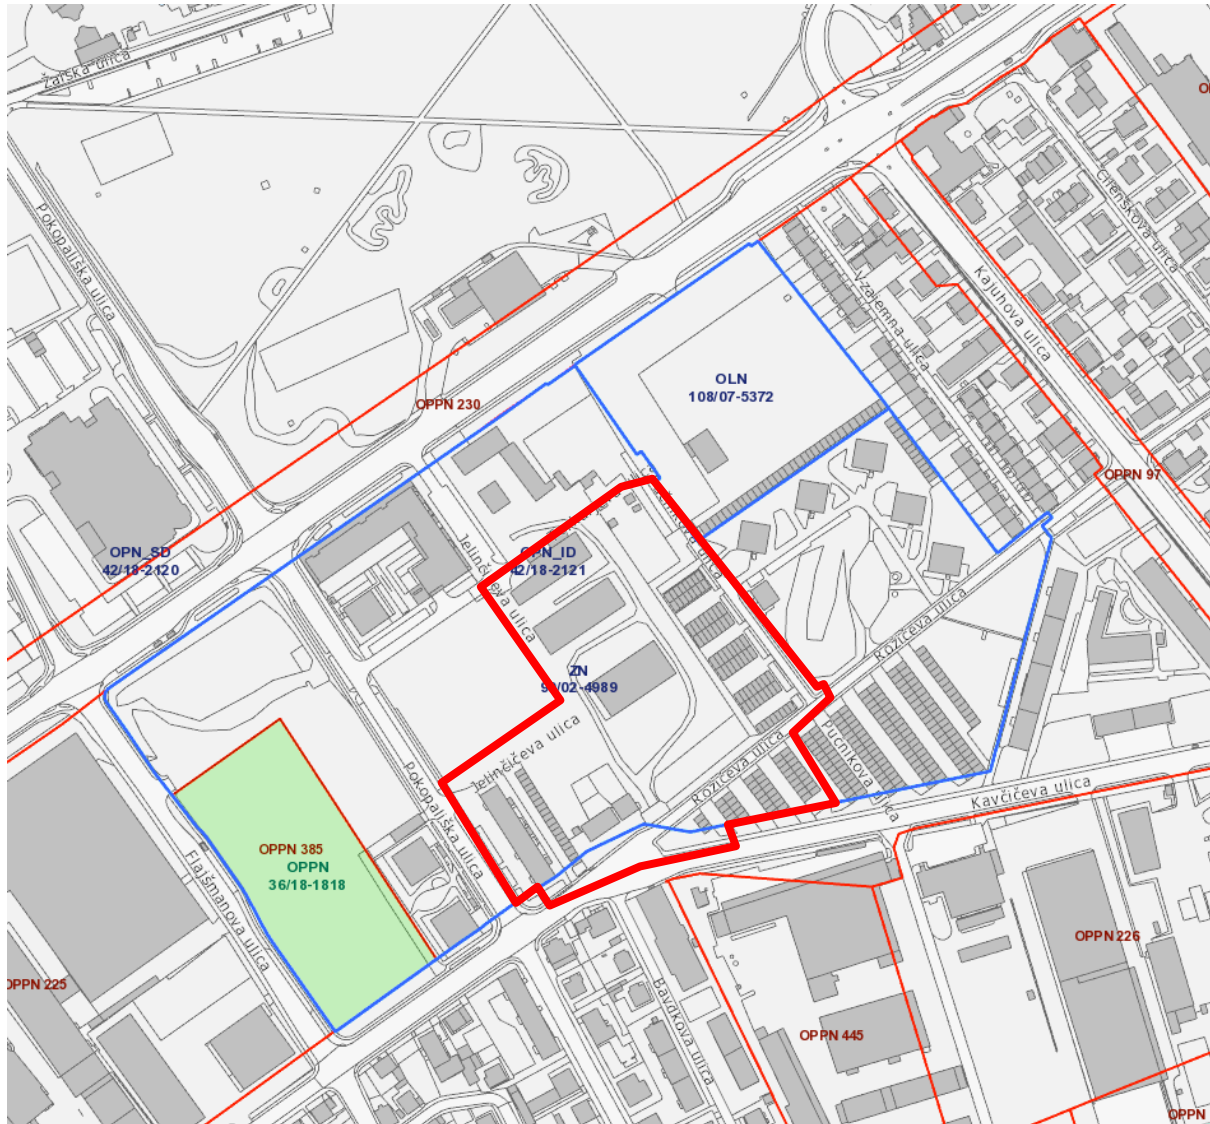 Žalska ulica
Pokopališka ulica
Clenškova ulica
Kajuhova ulica
Vzajemna ulica
OLN
108/07-5372
OPPN 230
OPPN 97
OPN_SD
42/18-2120
OPN_ID
42/18-2121
Jelinčičeva ulica
Rožičeva ulica
ZN
Jelinčičeva ulica
Rožičeva ulica
Kavčičeva ulica
Pokopališka ulica
OPPN 385
OPPN
36/18-1818
Flajšmanova ulica
OPPN 226
OPPN 225
Bavdkova ulica
OPPN 445
OPPN